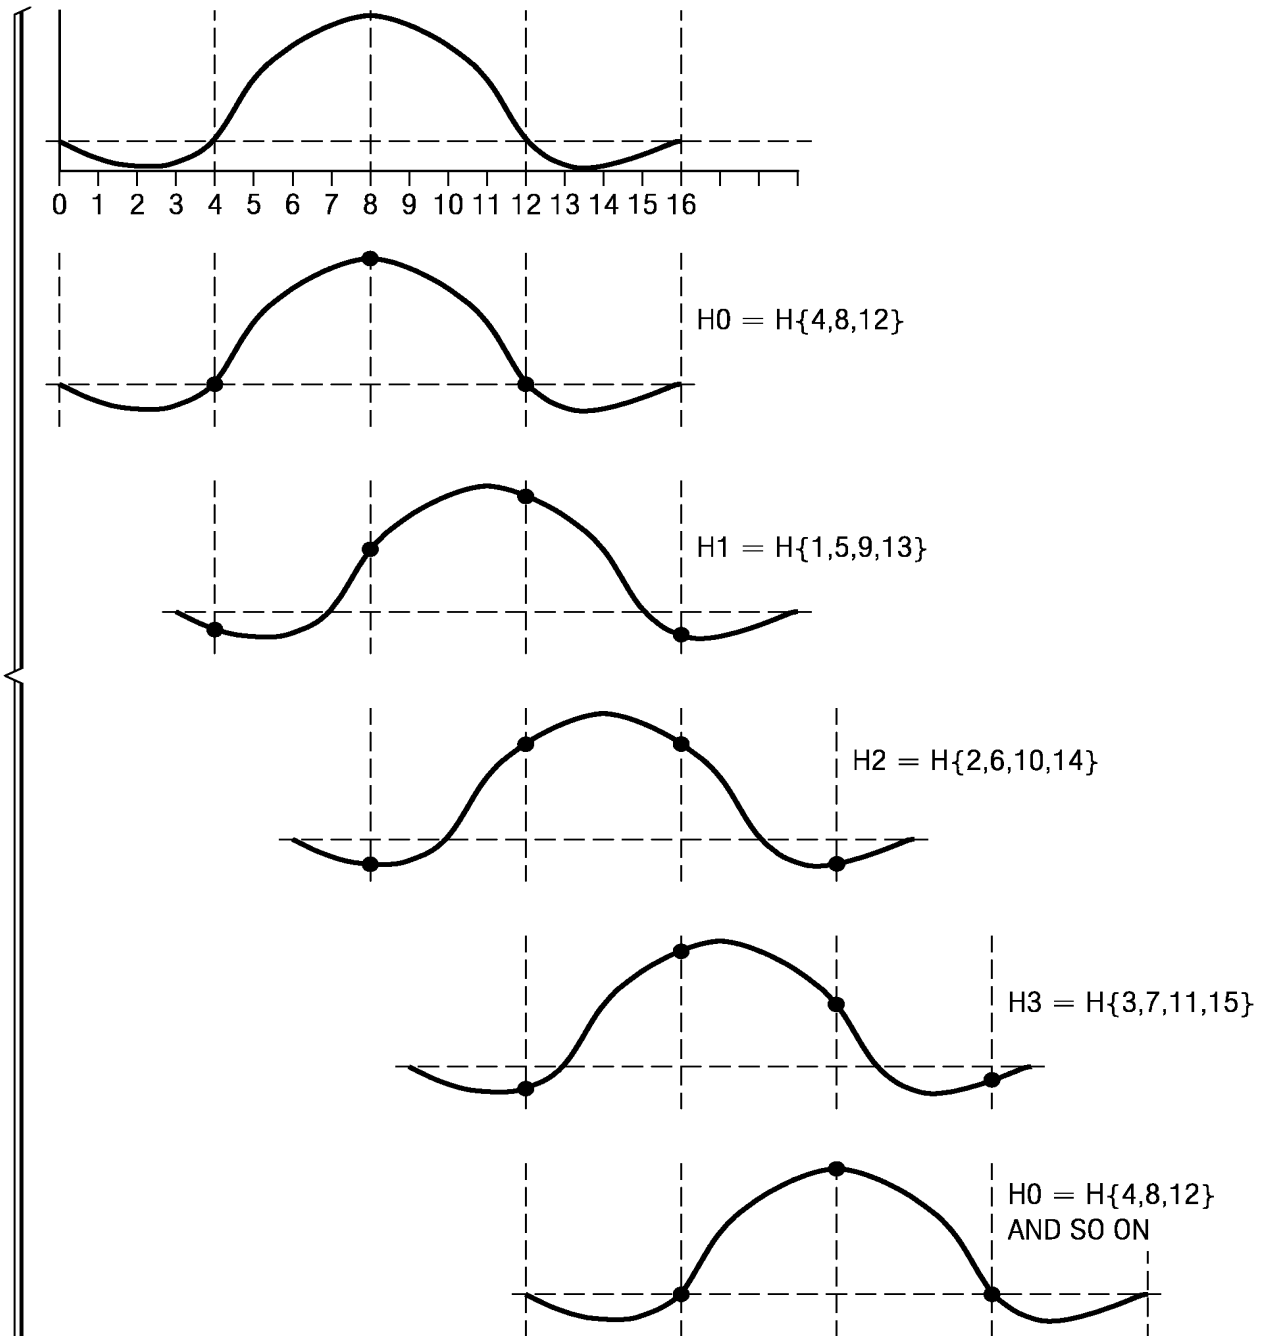 0 1 2 3 4 5 6 7 8 9 10 11 12 13 14 15 16
H0 = H{4,8,12}
H1 = H{1,5,9,13}
H2 = H{2,6,10,14}
H3 = H{3,7,11,15}
H0 = H{4,8,12}
AND SO ON